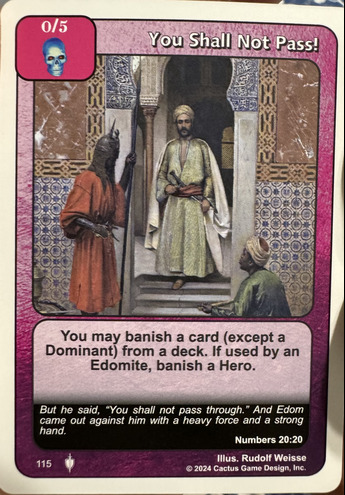 0/5
You Shall Not Pass!
You may banish a card (except a
Dominant) from a deck. If used by an
Edomite, banish a Hero.
But he said, "You shall not pass through." And Edom
came out against him with a heavy force and a strong
hand.
Numbers 20:20
115
Illus. Rudolf Weisse
© 2024 Cactus Game Design, Inc.